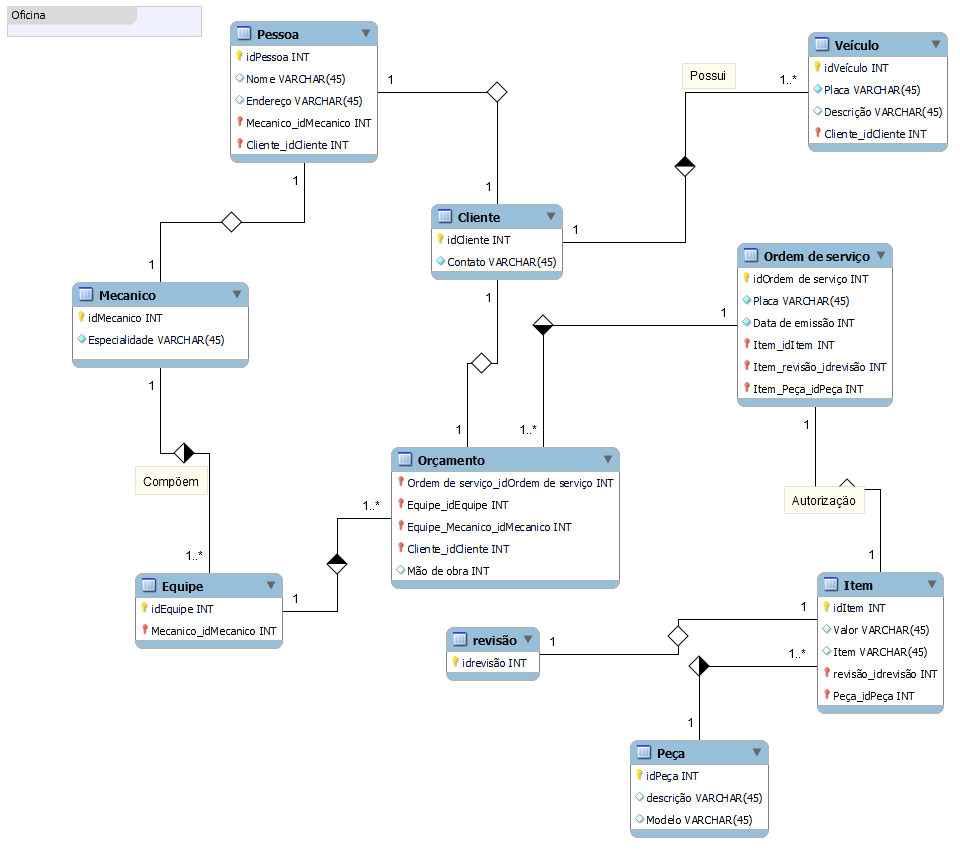 Oficina
Pessoa
idPessoa INT
Nome VARCHAR(45)
Endereço VARCHAR(45)
Mecanico_idMecanico INT
Cliente_idCliente INT
1
1
1
1
Possui
1..*
1
Veículo
idVeículo INT
Placa VARCHAR(45)
Descrição VARCHAR(45)
Cliente_idCliente INT
Cliente
idCliente INT
Contato VARCHAR(45)
1
1
Ordem de serviço
idOrdem de serviço INT
Placa VARCHAR(45)
Data de emissão INT
Item_idItem INT
Item_revisão_idrevisão INT
Item_Peça_idPeça INT
1
1..*
1
Autorização
1
Mecanico
idMecanico INT
Especialidade VARCHAR(45)
1
Compõem
1..*
Orçamento
Ordem de serviço_idOrdem de serviço INT
Equipe_idEquipe INT
Equipe_Mecanico_idMecanico INT
Cliente_idCliente INT
Mão de obra INT
1..*
1
Equipe
idEquipe INT
Mecanico_idMecanico INT
revisão
idrevisão INT
1
1
1..*
1
Item
idItem INT
Valor VARCHAR(45)
Item VARCHAR(45)
revisão_idrevisão INT
Peça_idPeça INT
Peça
idPeça INT
descrição VARCHAR(45)
Modelo VARCHAR(45)